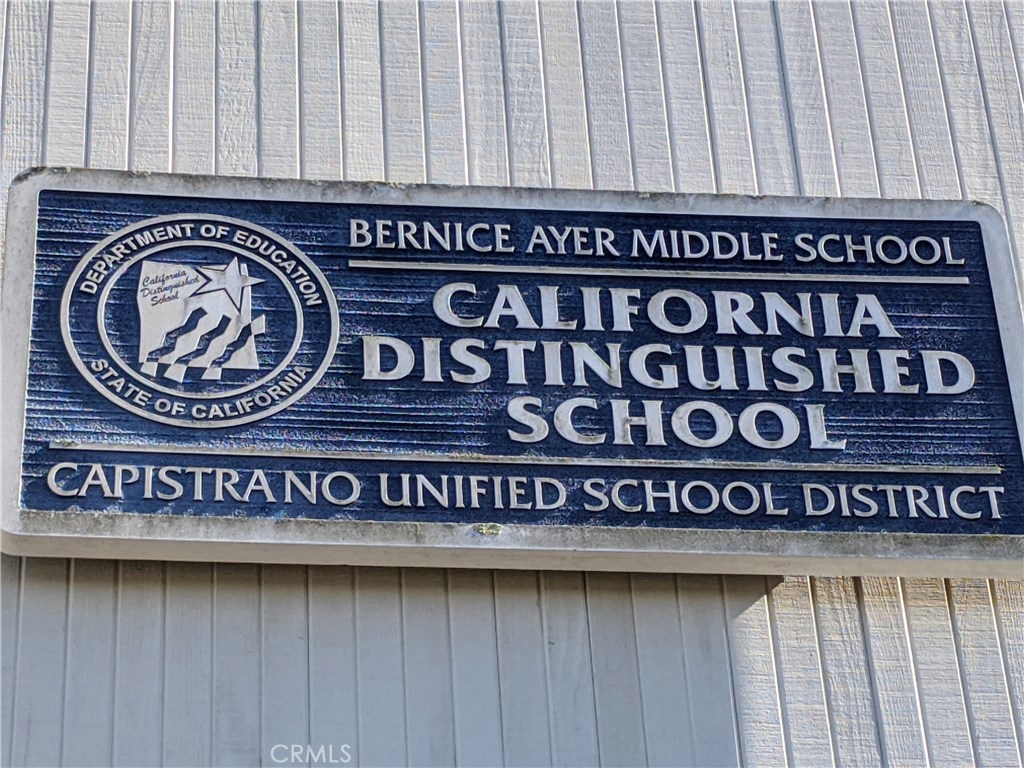 BERNICE AYER MIDDLE SCHOOL
DEPARTMENT OF EDUCATION
California
Distinguished
School
STATE OF CALIFORNIA
CALIFORNIA
DISTINGUISHED
SCHOOL
CAPISTRANO UNIFIED SCHOOL DISTRICT
CRMLS